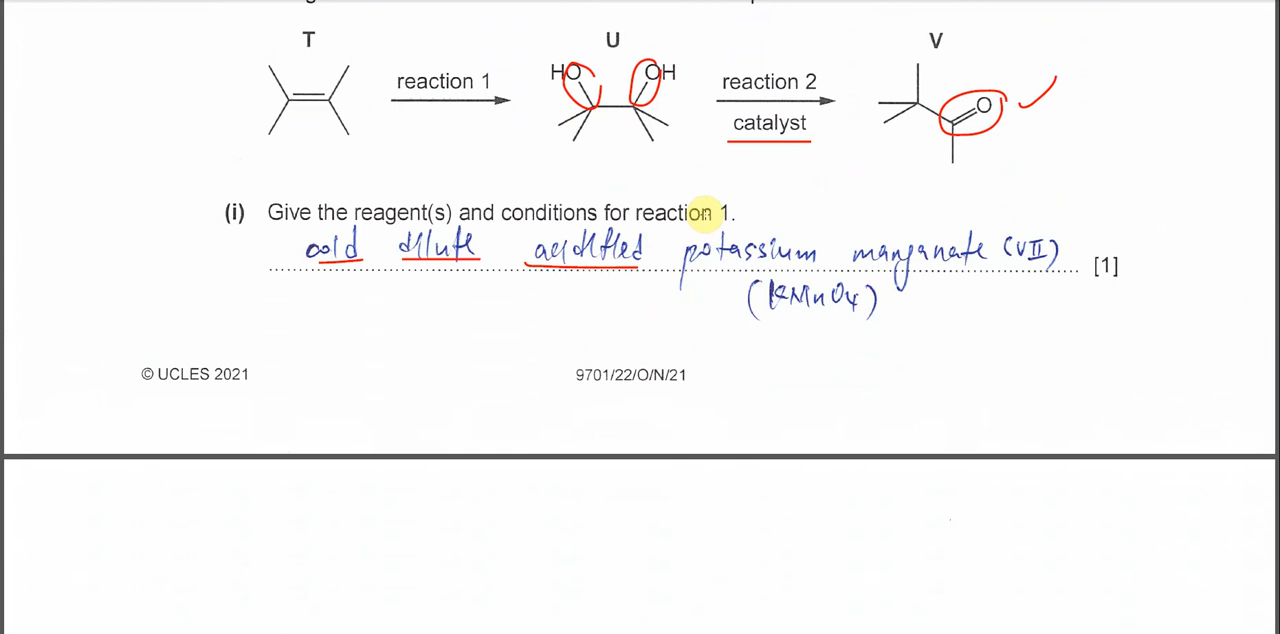 T U V
HO OH O
reaction 1 reaction 2
catalyst
(i) Give the reagent(s) and conditions for reaction 1.
cold dilute acidified potassium manganate (VII)
[1]
(KMnO4)
© UCLES 2021 9701/22/O/N/21